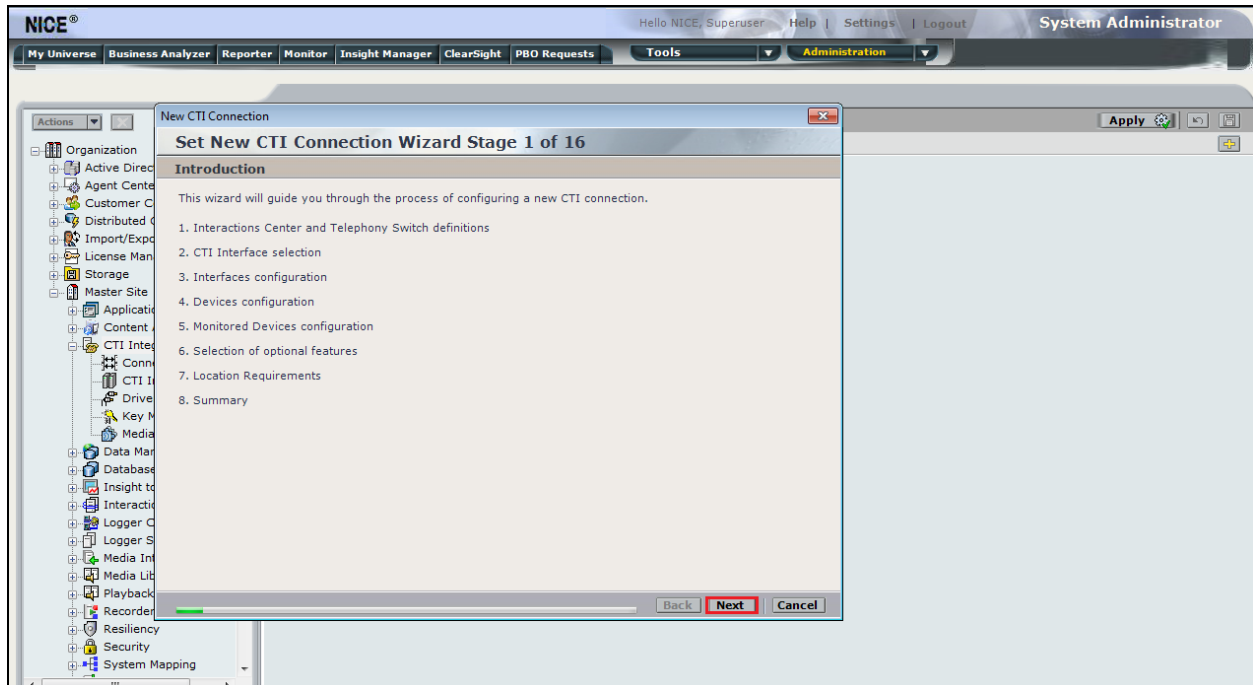 NICE®
Hello NICE, Superuser Help | Settings | Logout
System Administrator
My Universe Business Analyzer Reporter Monitor Insight Manager ClearSight PBO Requests Tools Administration
Actions
Apply
Organization
Active Direc
Agent Cente
Customer C
Distributed
Import/Expo
License Man
Storage
Master Site
Applicatio
Content
CTI Integ
Conne
CTI I
Drive
Key M
Media
Data Mar
Database
Insight to
Interactio
Logger C
Logger S
Media Int
Media Lib
Playback
Recorder
Resiliency
Security
System Mapping
New CTI Connection
Set New CTI Connection Wizard Stage 1 of 16
Introduction
This wizard will guide you through the process of configuring a new CTI connection.
1. Interactions Center and Telephony Switch definitions
2. CTI Interface selection
3. Interfaces configuration
4. Devices configuration
5. Monitored Devices configuration
6. Selection of optional features
7. Location Requirements
8. Summary
Back Next Cancel